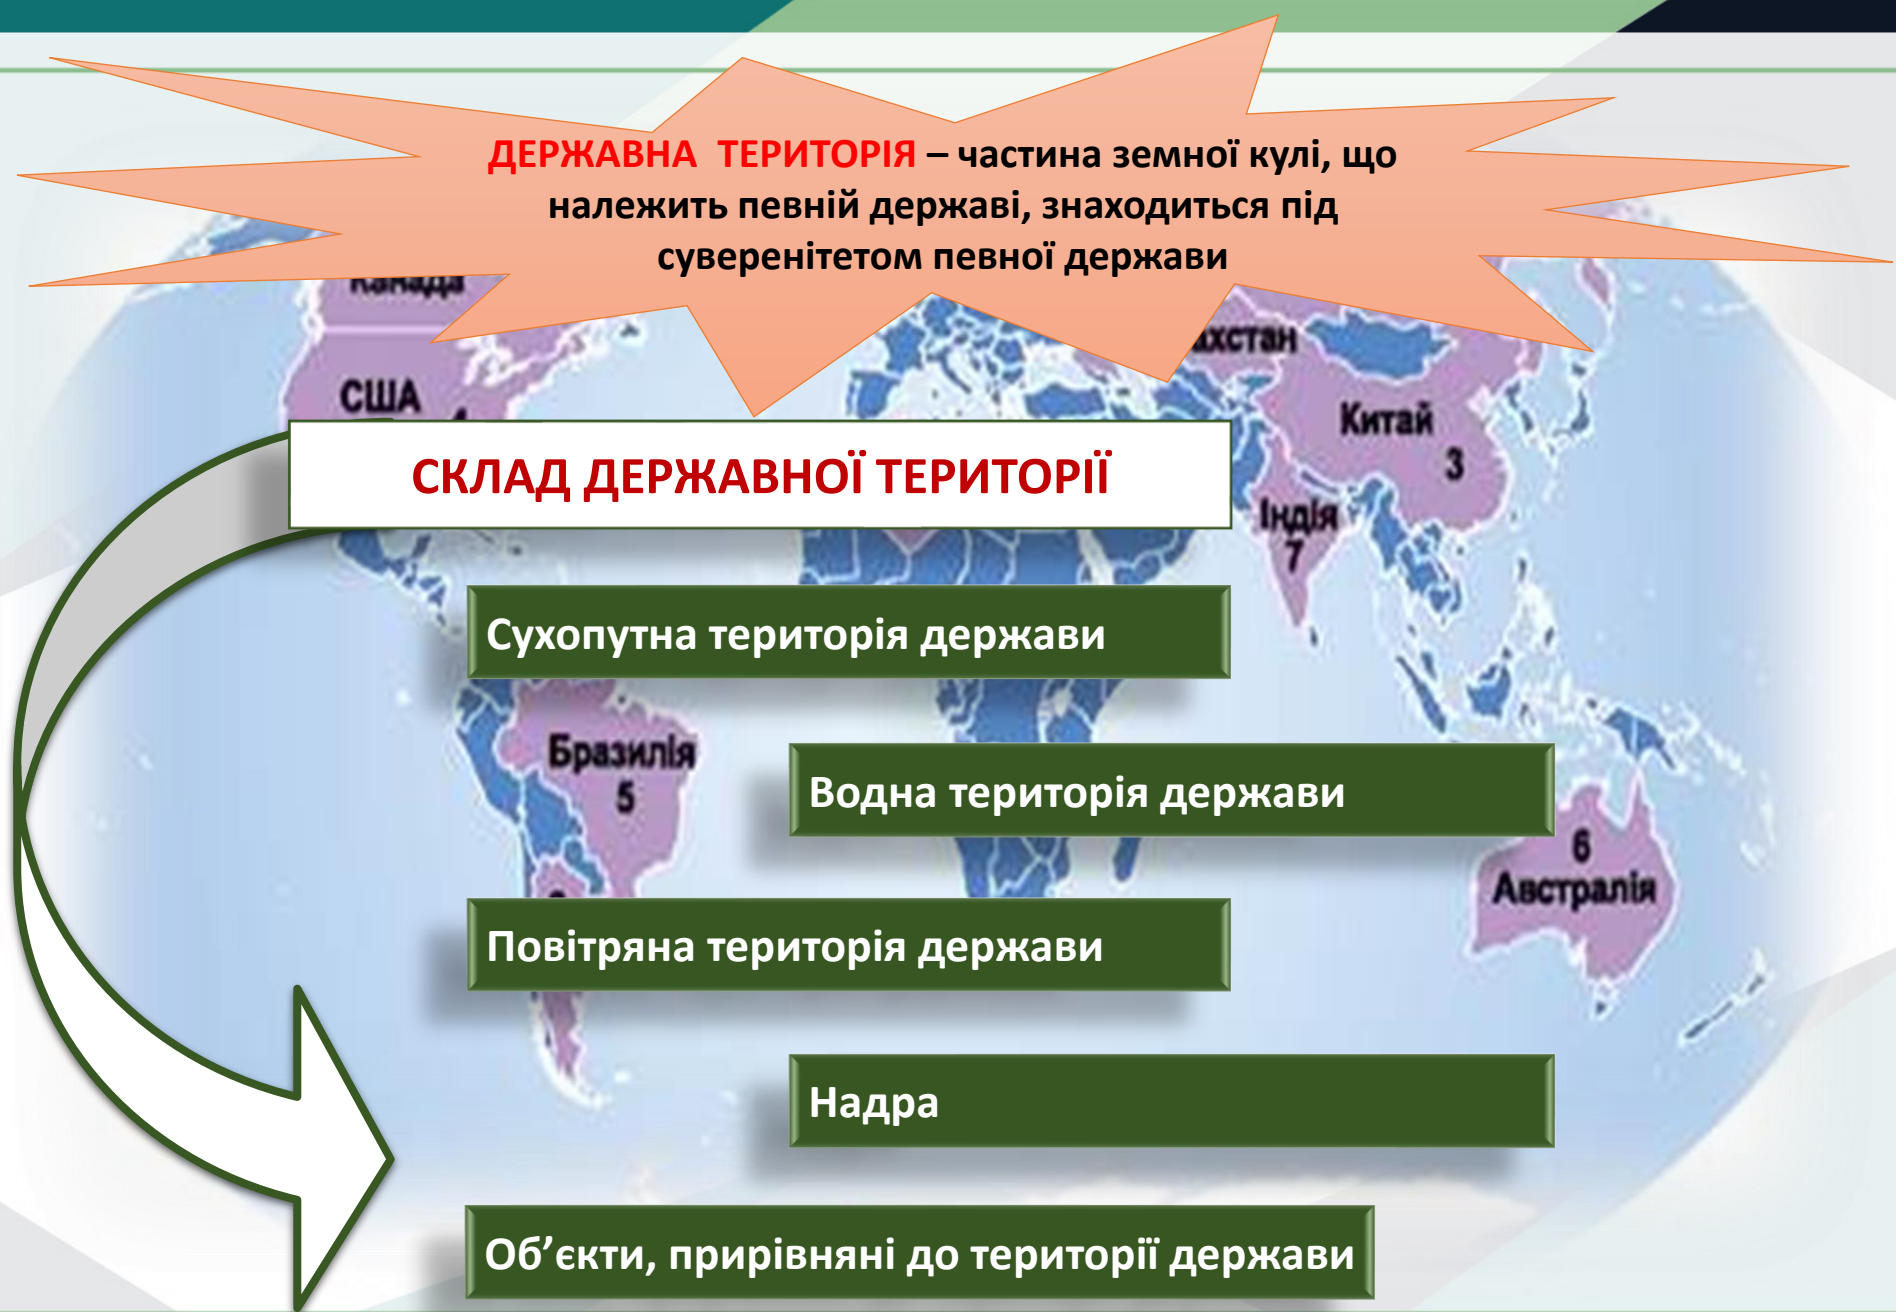 ДЕРЖАВНА ТЕРИТОРІЯ – частина земної кулі, що
належить певній державі, знаходиться під
суверенітетом певної держави
Канада
США
СКЛАД ДЕРЖАВНОЇ ТЕРИТОРІЇ
ахстан
Китай
3
Індія
7
Сухопутна територія держави
Бразилія
5
Водна територія держави
6
Австралія
Повітряна територія держави
Надра
Об’єкти, прирівняні до території держави